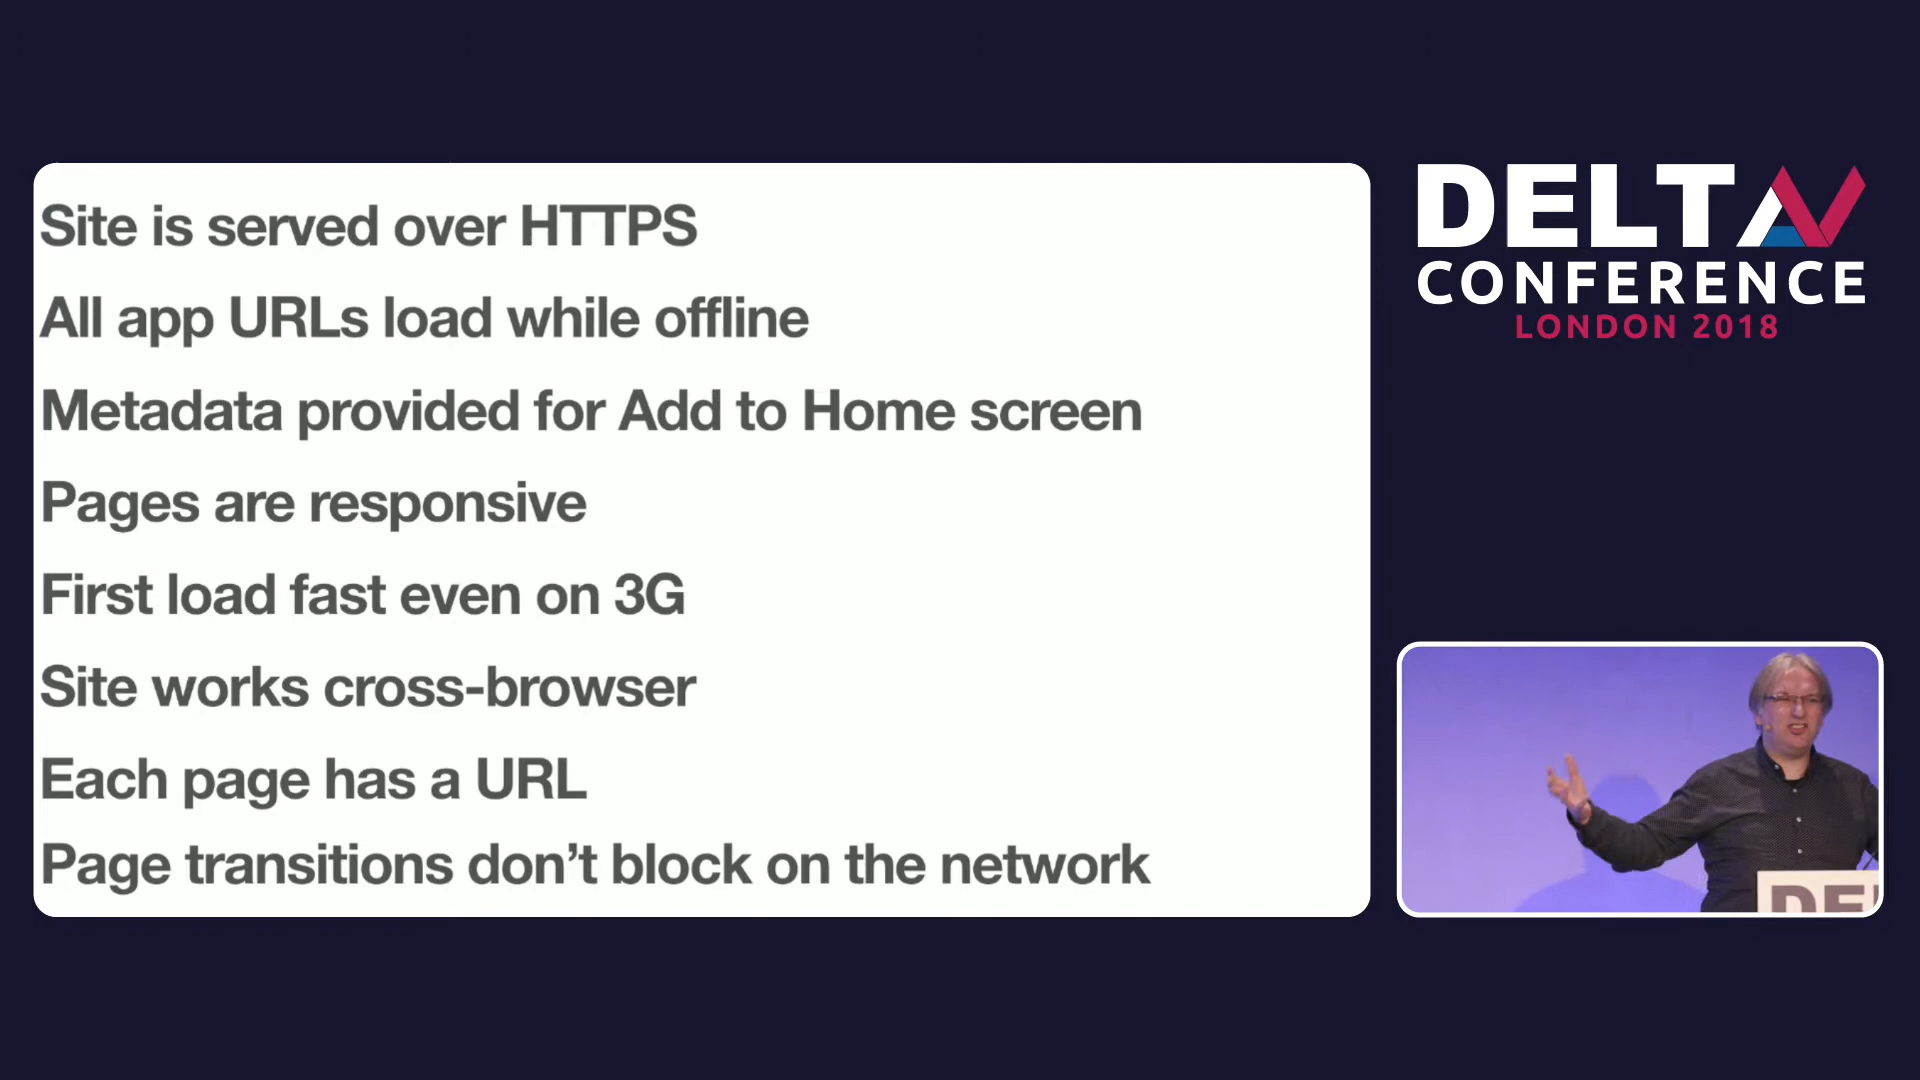 Site is served over HTTPS
All app URLs load while offline
Metadata provided for Add to Home screen
Pages are responsive
First load fast even on 3G
Site works cross-browser
Each page has a URL
Page transitions don’t block on the network
DELTA V
CONFERENCE
LONDON 2018
DEL